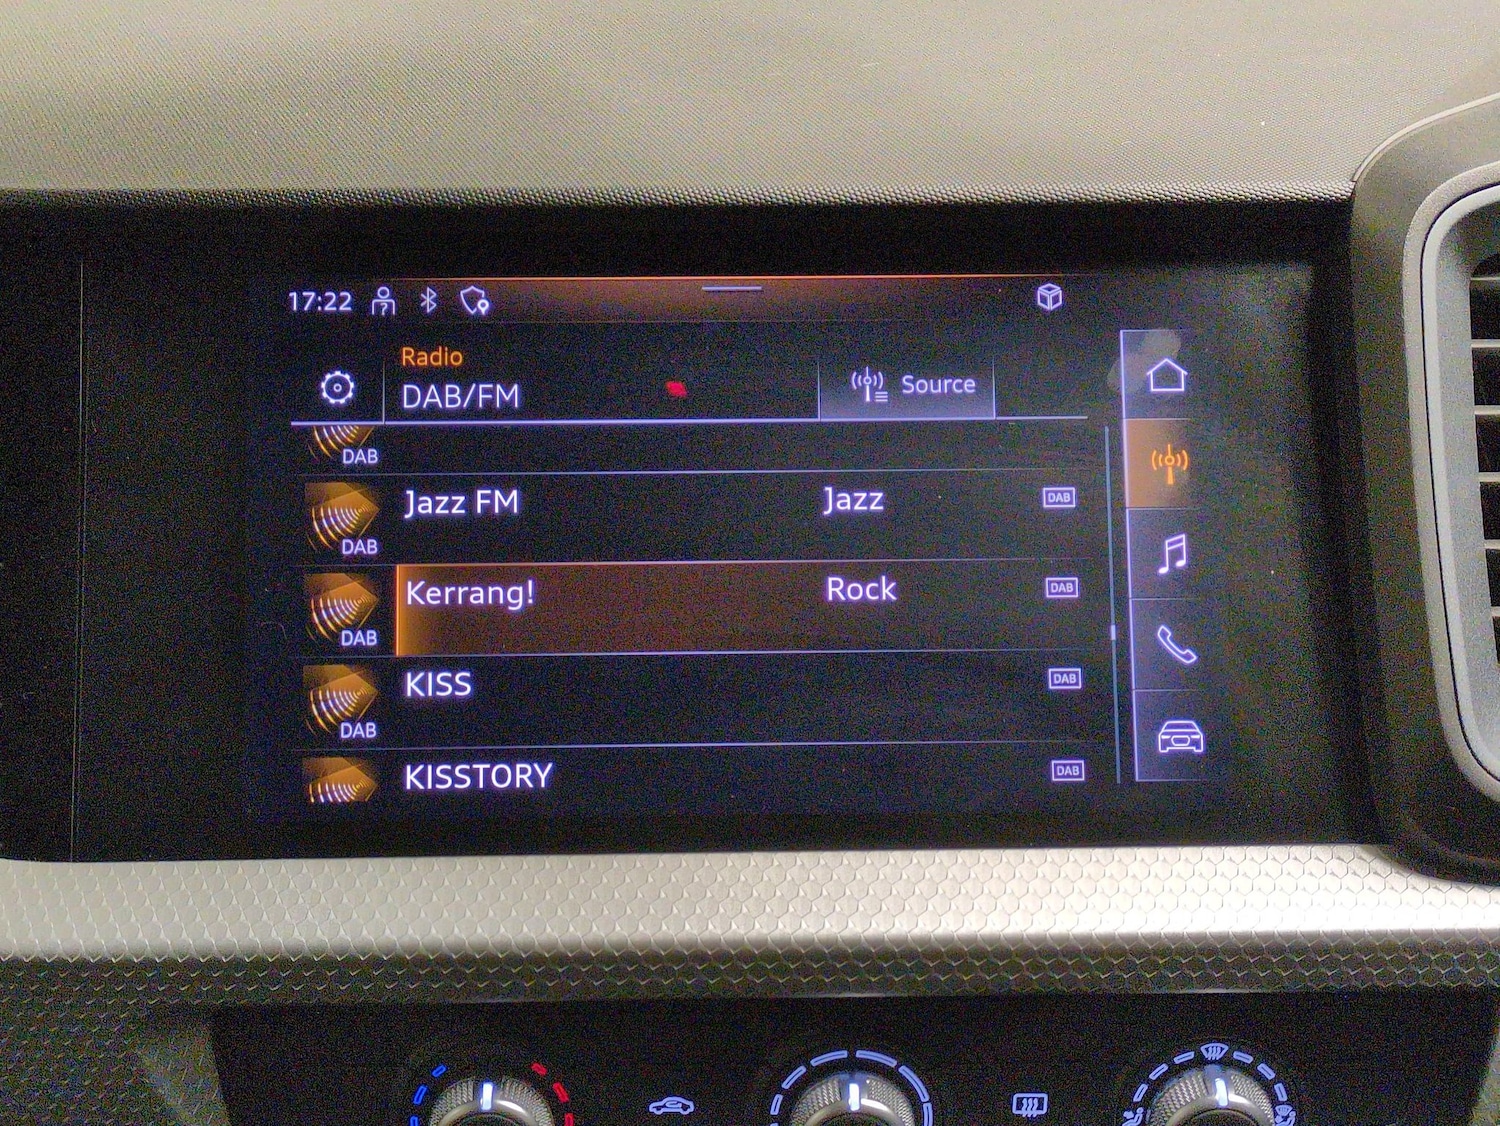 17:22
Radio
DAB/FM
Source
DAB
Jazz FM Jazz DAB
DAB
Kerrang! Rock DAB
DAB
KISS DAB
DAB
KISSTORY DAB